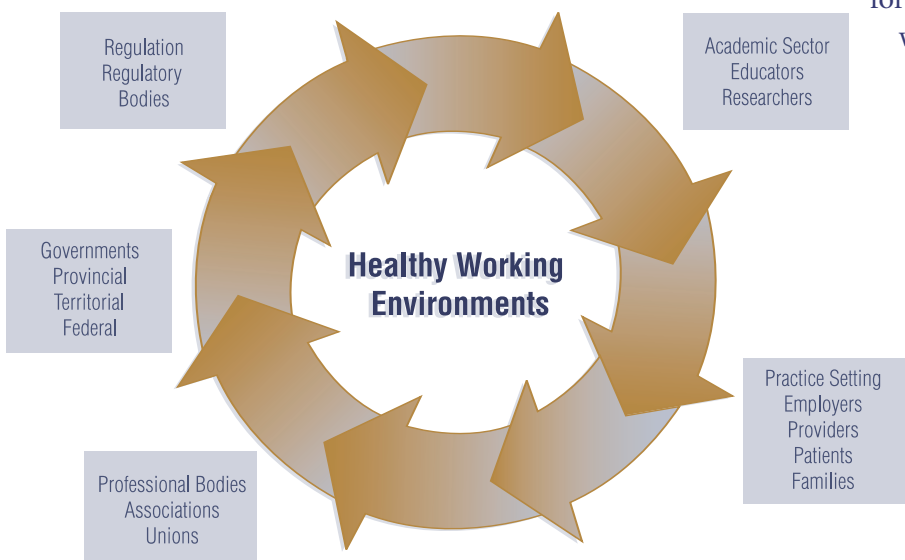 for
Regulation
Regulatory
Bodies
Academic Sector
Educators
Researchers
Governments
Provincial
Territorial
Federal
Healthy Working
Environments
Practice Setting
Employers
Providers
Patients
Families
Professional Bodies
Associations
Unions